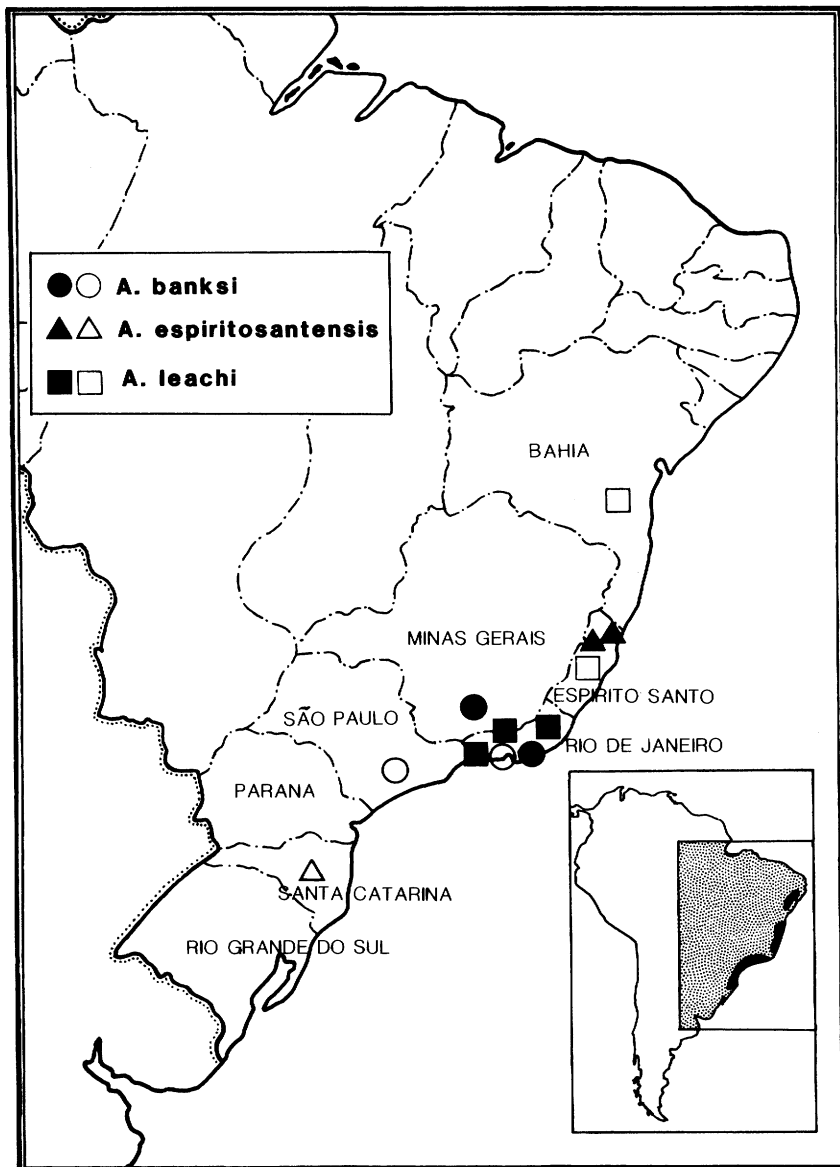 A. banksi
A. espiritosantensis
A. leachi
BAHIA
MINAS GERAIS
ESPIRITO SANTO
SÃO PAULO
RIO DE JANEIRO
PARANA
SANTA CATARINA
RIO GRANDE DO SUL